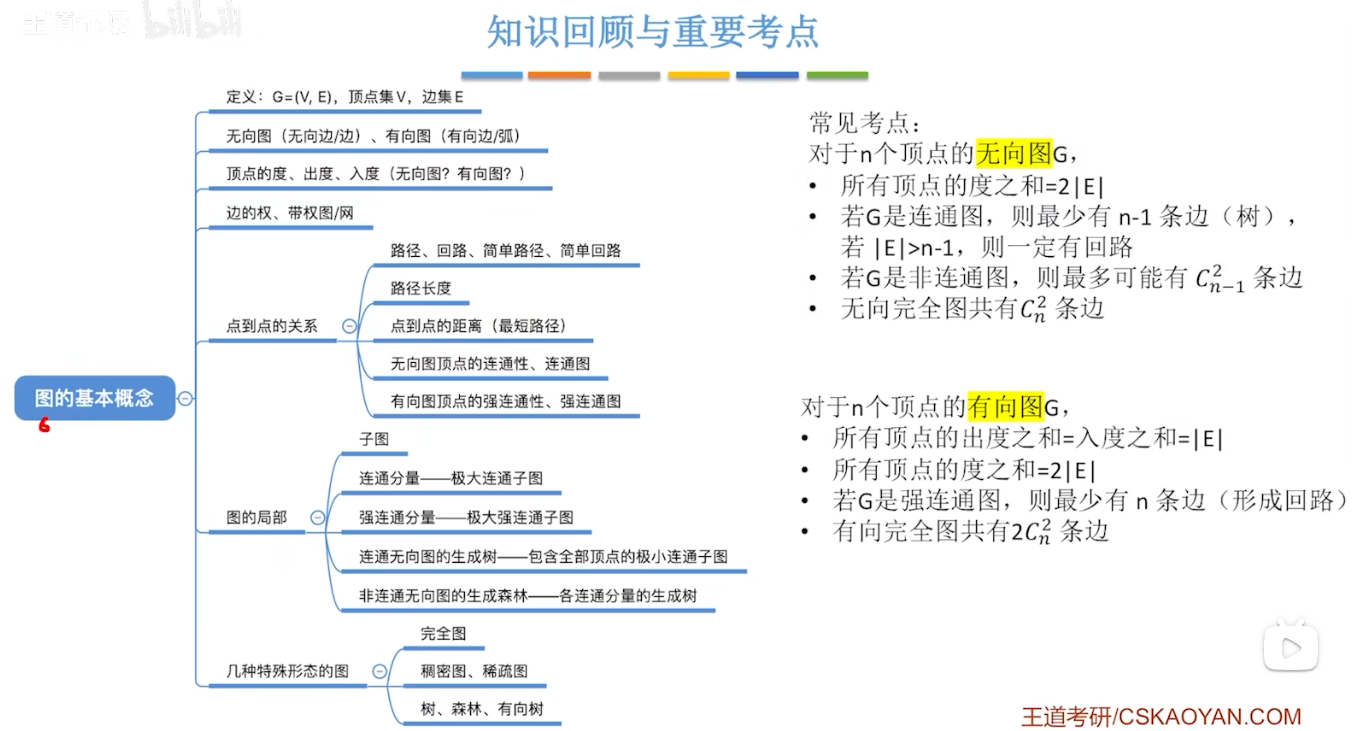 王道论坛 bilibili
知识回顾与重要考点
定义：G=(V, E)，顶点集V，边集E
无向图（无向边/边）、有向图（有向边/弧）
顶点的度、出度、入度（无向图？有向图？）
边的权、带权图/网
点到点的关系
路径、回路、简单路径、简单回路
路径长度
点到点的距离（最短路径）
无向图顶点的连通性、连通图
有向图顶点的强连通性、强连通图
图的基本概念
6
图的局部
子图
连通分量——极大连通子图
强连通分量——极大强连通子图
连通无向图的生成树——包含全部顶点的极小连通子图
非连通无向图的生成森林——各连通分量的生成树
几种特殊形态的图
完全图
稠密图、稀疏图
树、森林、有向树
常见考点：
对于n个顶点的无向图G，
• 所有顶点的度之和=2|E|
• 若G是连通图，则最少有 n-1 条边（树），
若 |E|>n-1，则一定有回路
• 若G是非连通图，则最多可能有 $C_{n-1}^{2}$ 条边
• 无向完全图共有$C_{n}^{2}$ 条边
对于n个顶点的有向图G，
• 所有顶点的出度之和=入度之和=|E|
• 所有顶点的度之和=2|E|
• 若G是强连通图，则最少有 n 条边（形成回路）
• 有向完全图共有2$C_{n}^{2}$ 条边
王道考研/CSKAOYAN.COM